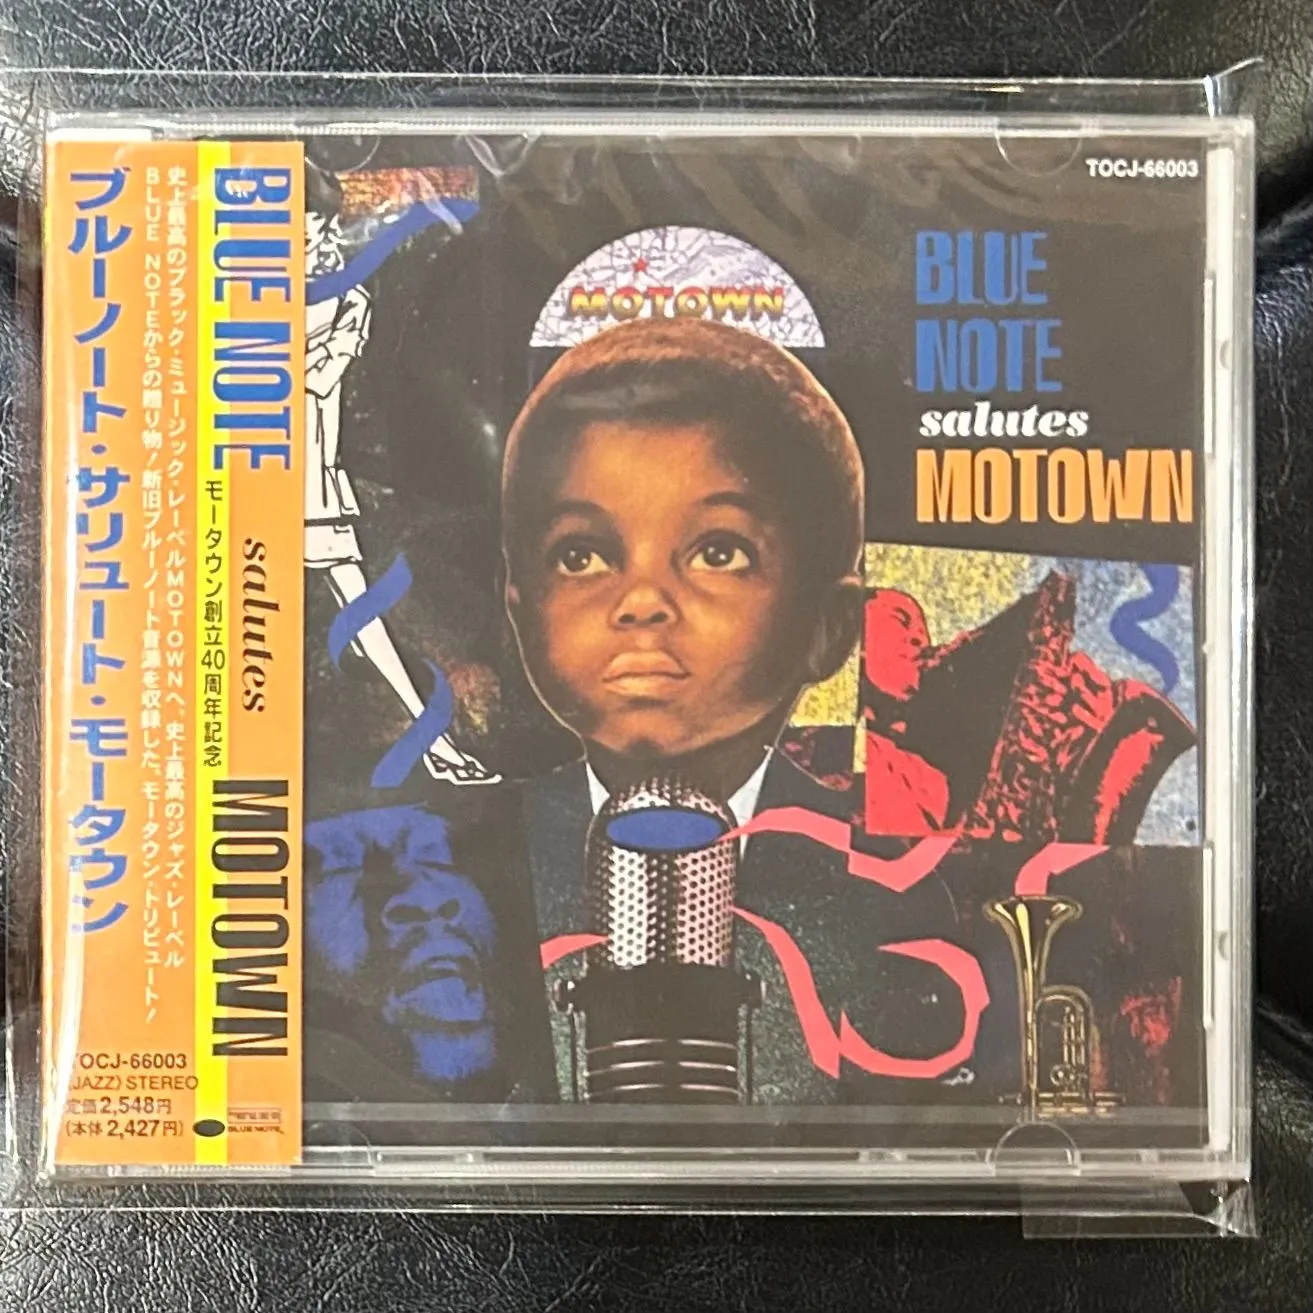 ブルーノート・サリュート・モータウン
史上最高のブラック・ミュージック・レーベルMOTOWNへ、史上最高のジャズ・レーベル
BLUE NOTEからの贈り物!新旧ブルーノート音源を収録した、モータウン・トリビュート!
モータウン創立40周年記念
BLUE NOTE salutes MOTOWN
TOCJ-66003
(JAZZ) STEREO
定価2,548円
(本体2,427円)
BLUE NOTE
TOCJ-66003
MOTOWN
BLUE
NOTE
salutes
MOTOWN